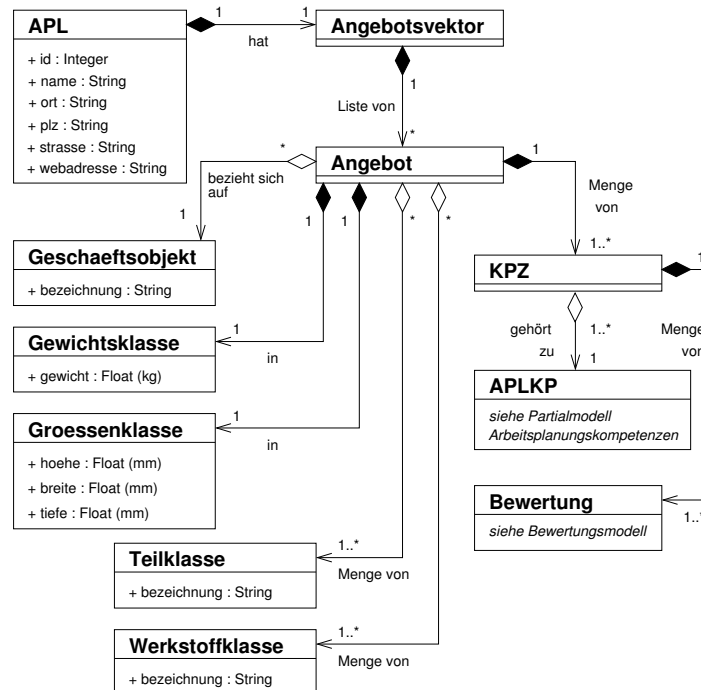 APL
+ id : Integer
+ name : String
+ ort : String
+ plz : String
+ strasse : String
+ webadresse : String
1
hat
1
Angebotsvektor
1
Liste von
*
Angebot
*
bezieht sich
auf
1
Geschaeftsobjekt
+ bezeichnung : String
1
1
*
*
1
Menge
von
1..*
KPZ
1
Gewichtsklasse
+ gewicht : Float (kg)
1
in
Groessenklasse
+ hoehe : Float (mm)
+ breite : Float (mm)
+ tiefe : Float (mm)
1
in
gehört
zu
1..*
1
Menge
von
APLKP
siehe Partialmodell
Arbeitsplanungskompetenzen
Bewertung
siehe Bewertungsmodell
1..*
Teilklasse
+ bezeichnung : String
1..*
Menge von
Werkstoffklasse
+ bezeichnung : String
1..*
Menge von